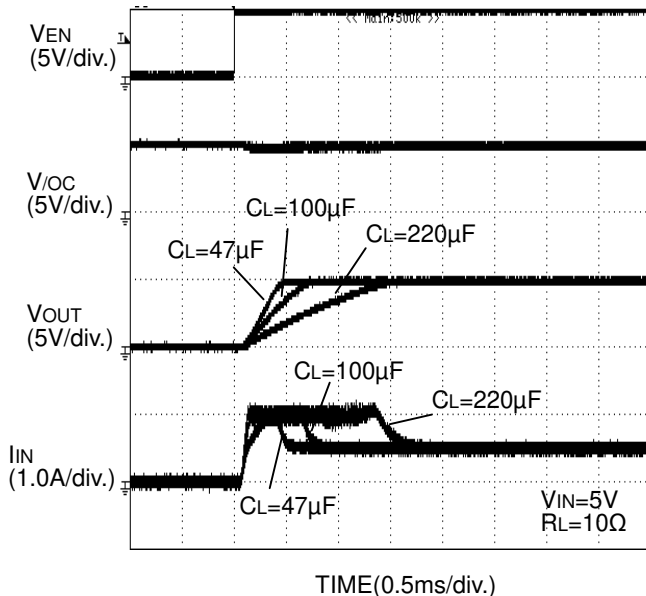 << Main:500k >>
VEN
(5V/div.)
V/OC
(5V/div.)
CL=100µF
CL=47µF
CL=220µF
VOUT
(5V/div.)
CL=100µF
CL=220µF
IIN
(1.0A/div.)
CL=47µF
VIN=5V
RL=10Ω
TIME(0.5ms/div.)